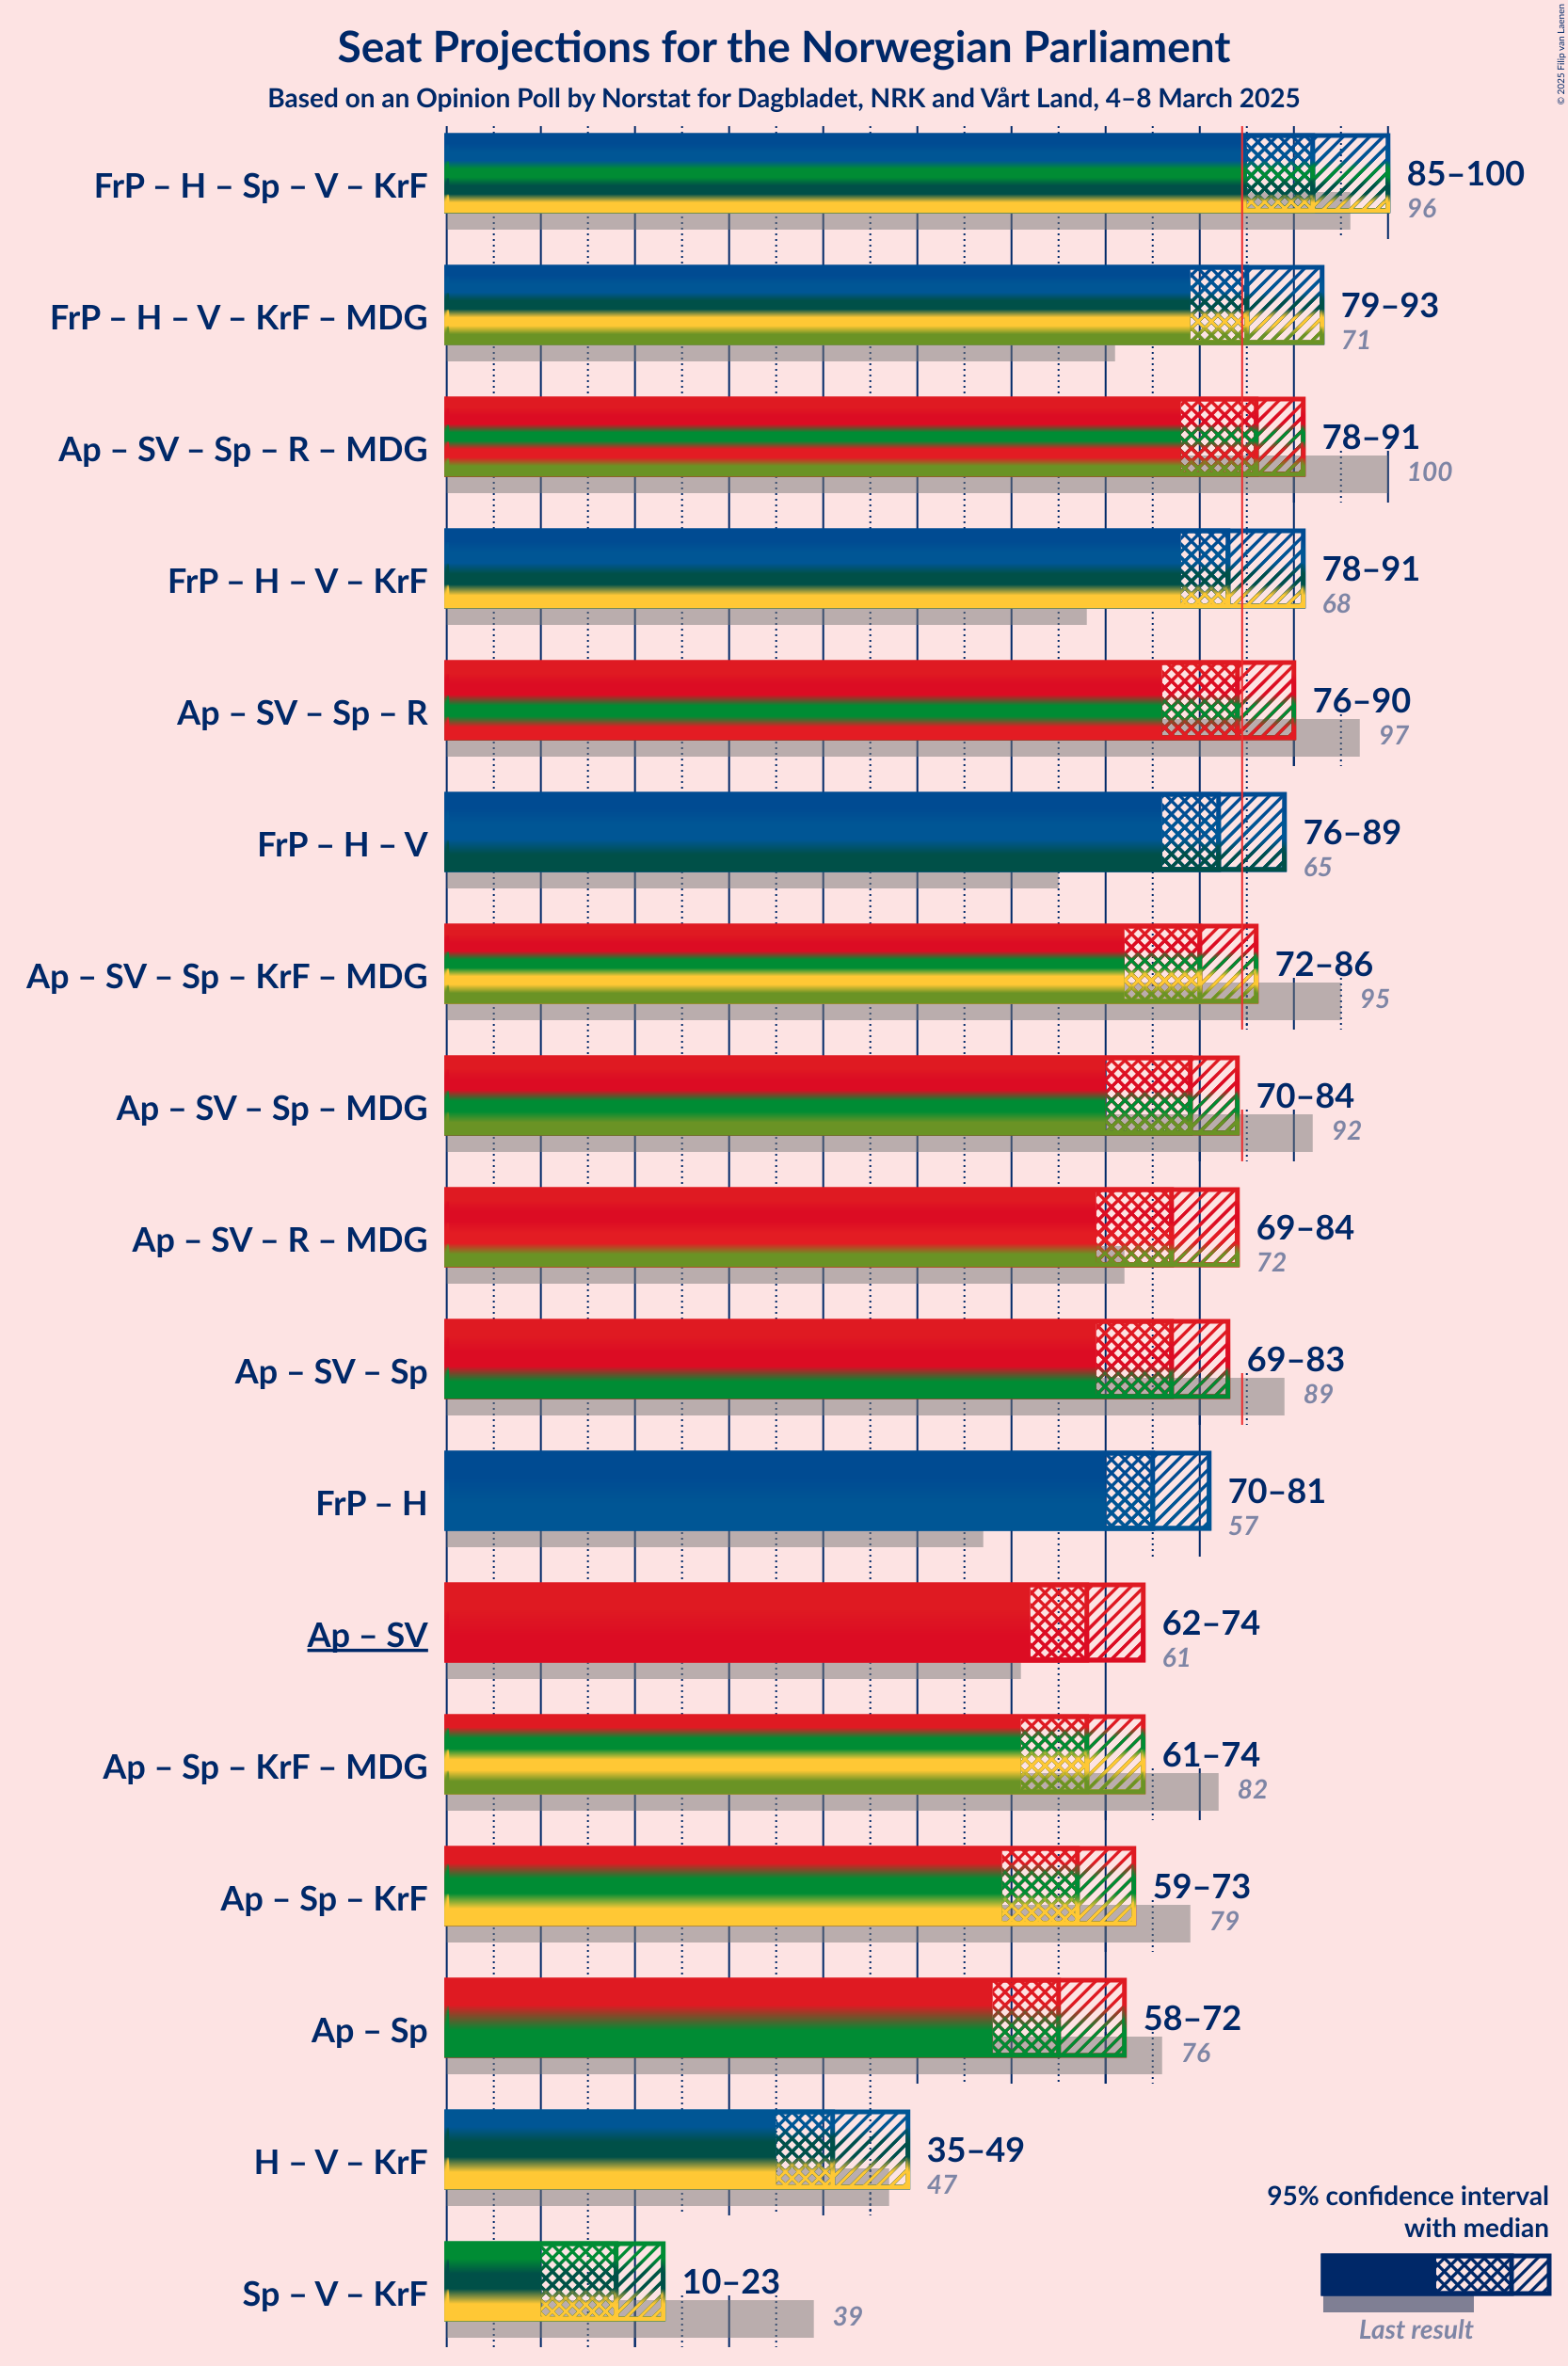 Seat Projections for the Norwegian Parliament
Based on an Opinion Poll by Norstat for Dagbladet, NRK and Vårt Land, 4–8 March 2025
© 2025 Filip van Laenen
FrP – H – Sp – V – KrF
85–100
96
FrP – H – V – KrF – MDG
79–93
71
Ap – SV – Sp – R – MDG
78–91
100
FrP – H – V – KrF
78–91
68
Ap – SV – Sp – R
76–90
97
FrP – H – V
76–89
65
Ap – SV – Sp – KrF – MDG
72–86
95
Ap – SV – Sp – MDG
70–84
92
Ap – SV – R – MDG
69–84
72
Ap – SV – Sp
69–83
89
FrP – H
70–81
57
Ap – SV
62–74
61
Ap – Sp – KrF – MDG
61–74
82
Ap – Sp – KrF
59–73
79
Ap – Sp
58–72
76
H – V – KrF
35–49
47
Sp – V – KrF
10–23
39
95% confidence interval
with median
Last result